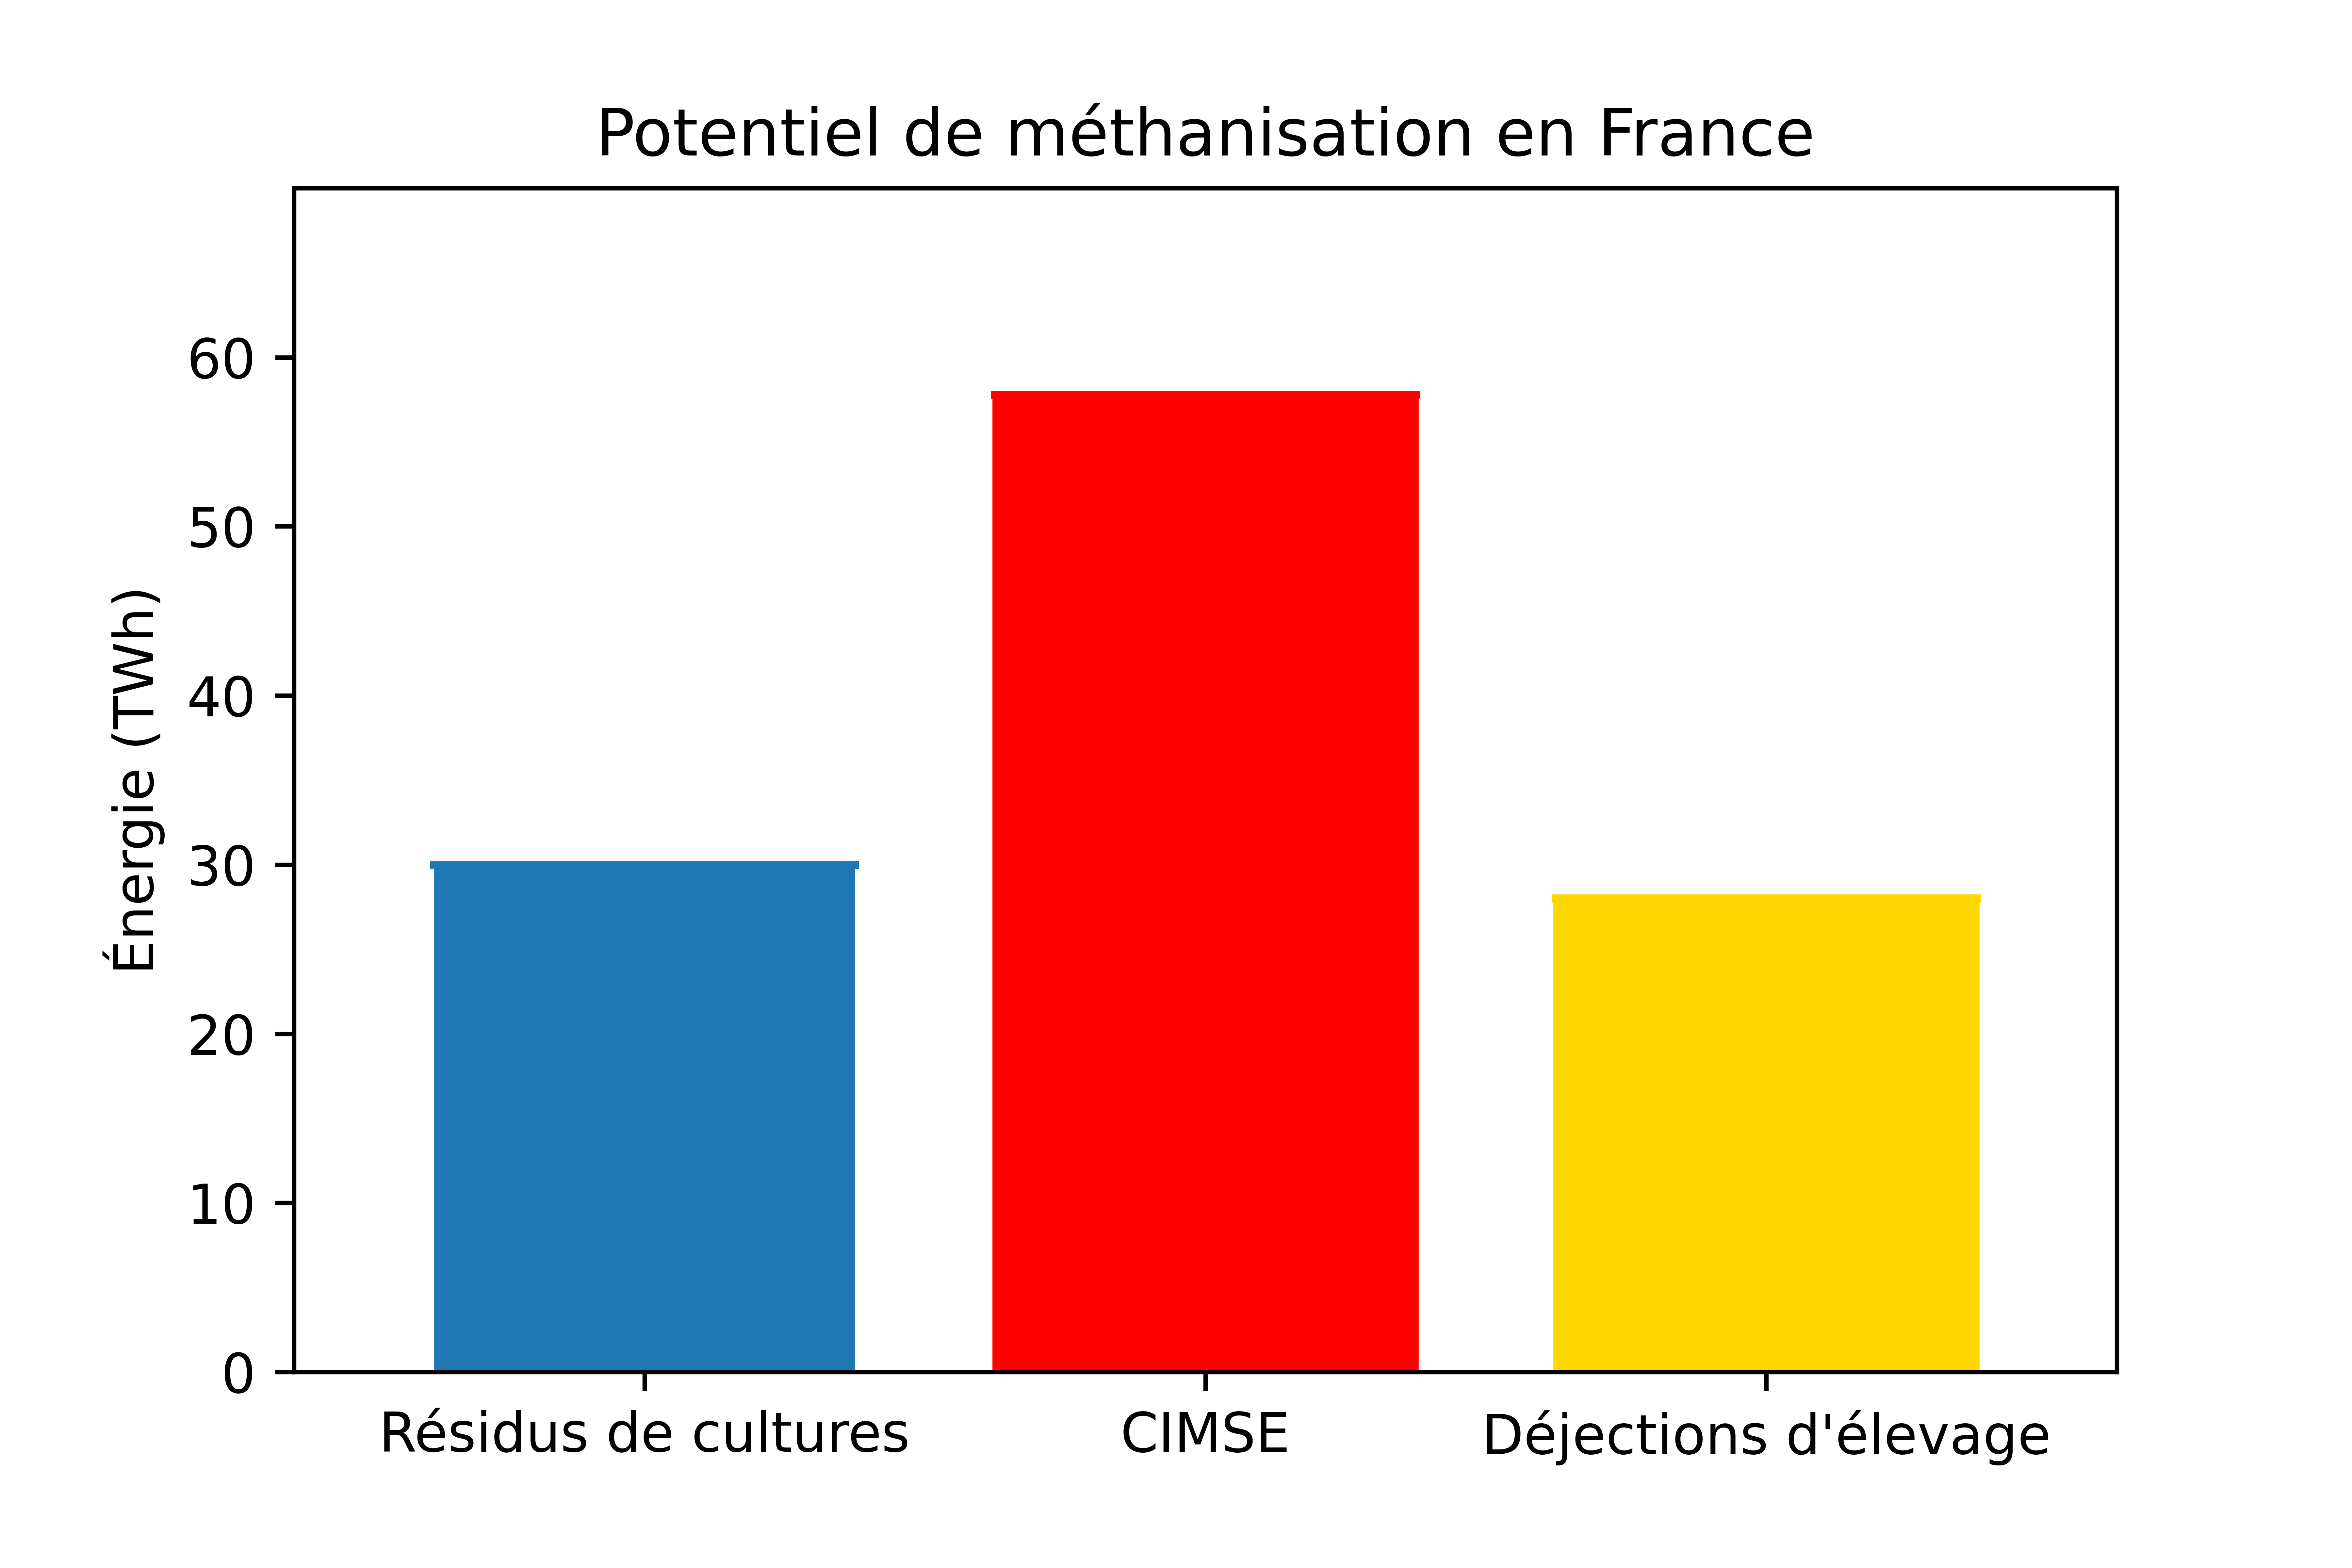 Potentiel de méthanisation en France
Énergie (TWh)
60
50
40
30
20
10
0
Résidus de cultures
CIMSE
Déjections d'élevage